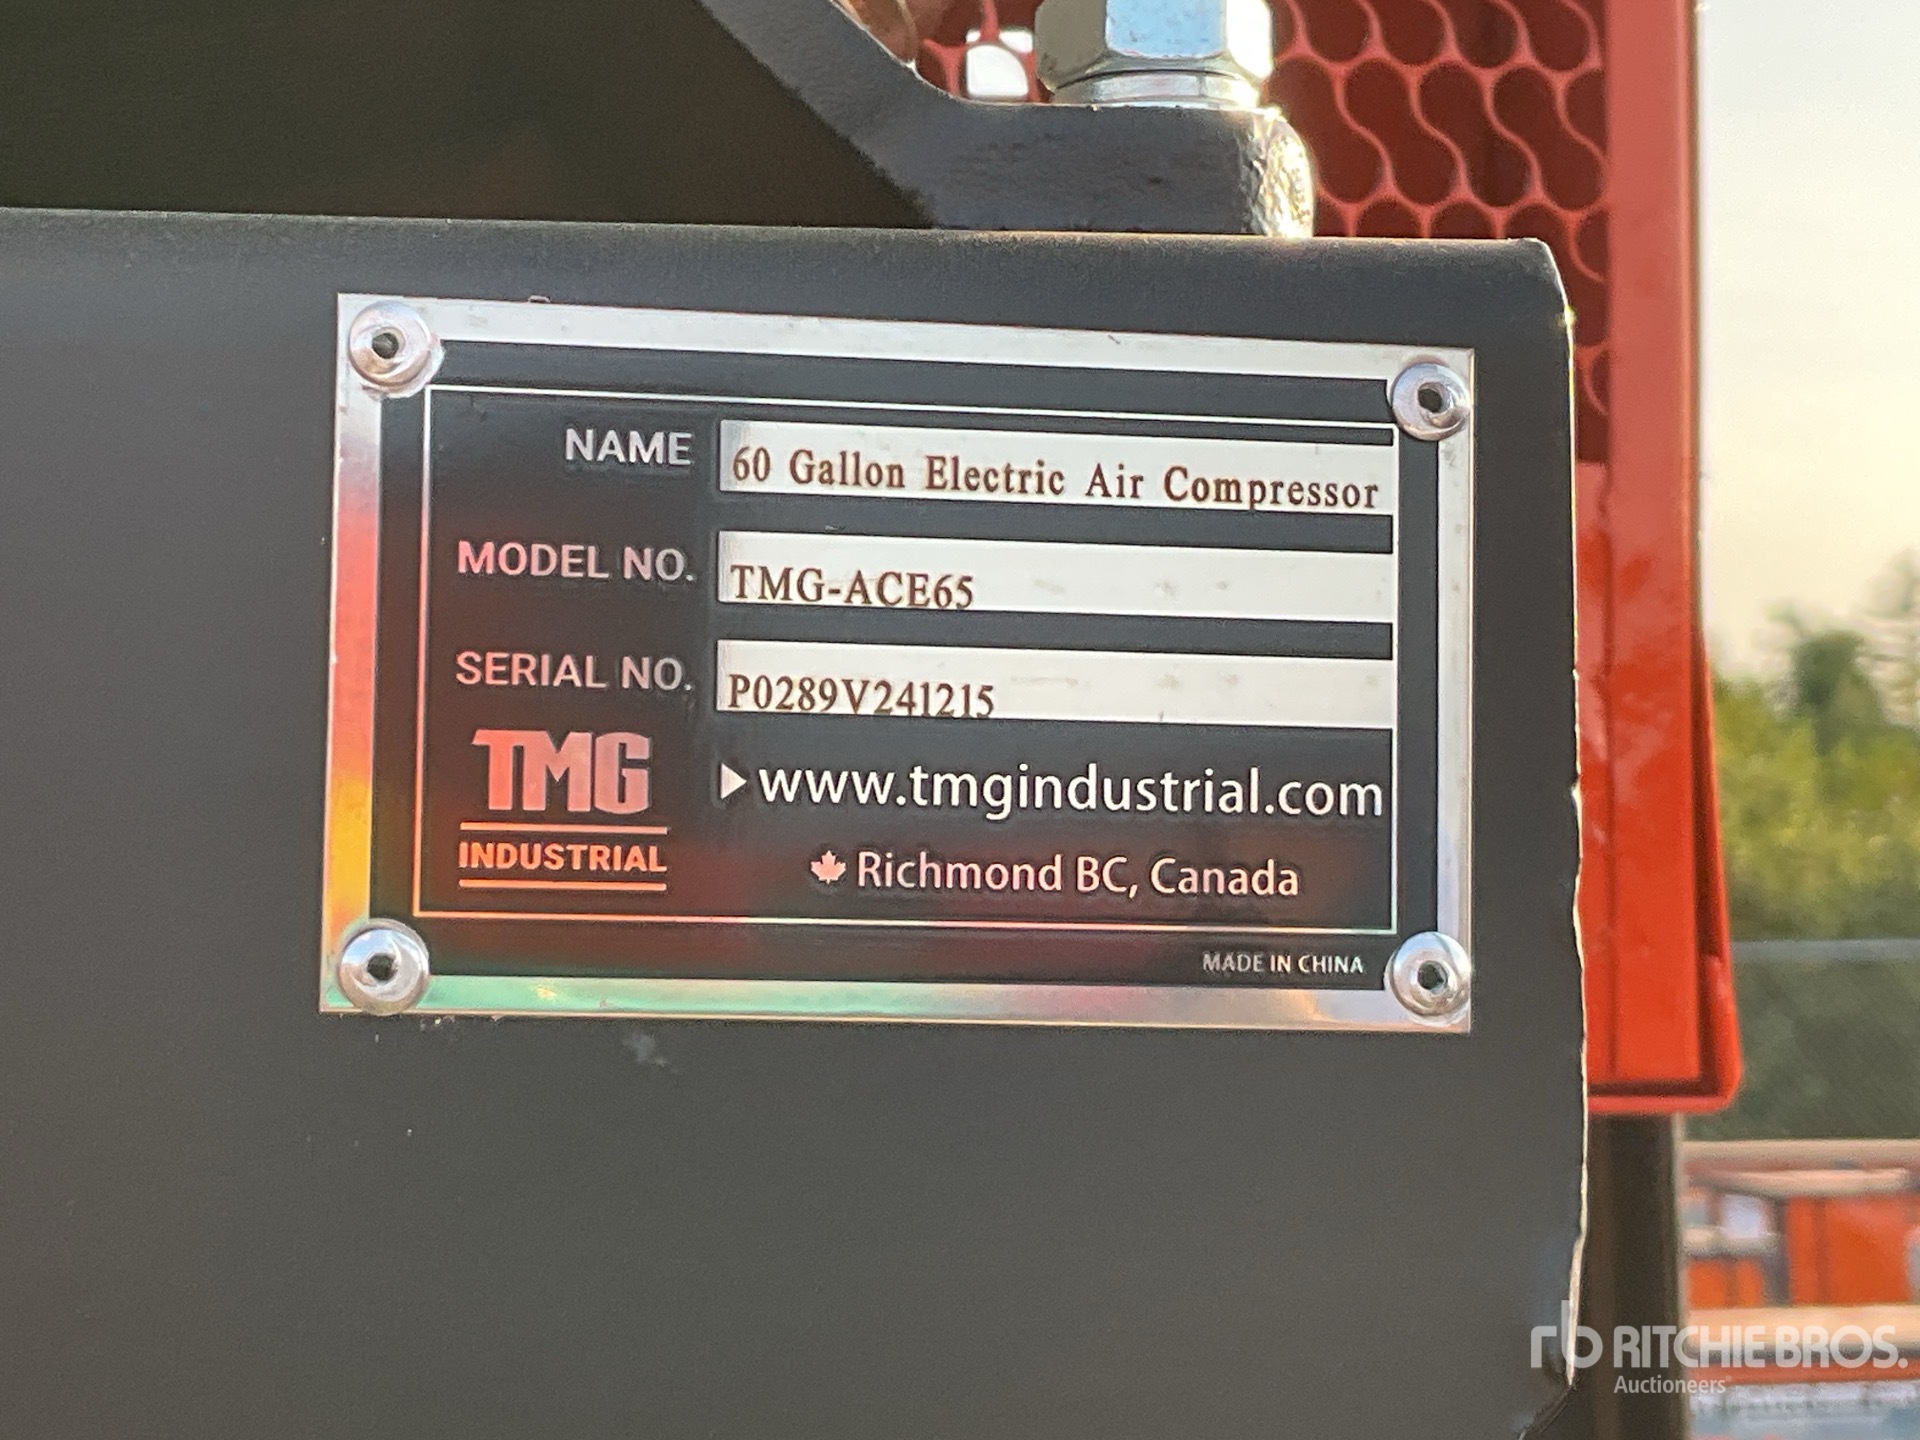 NAME 60 Gallon Electric Air Compressor
MODEL NO. TMG-ACE65
SERIAL NO. P0289V241215
TMG
INDUSTRIAL
www.tmgindustrial.com
Richmond BC, Canada
MADE IN CHINA
rb RITCHIE BROS.
Auctioneers